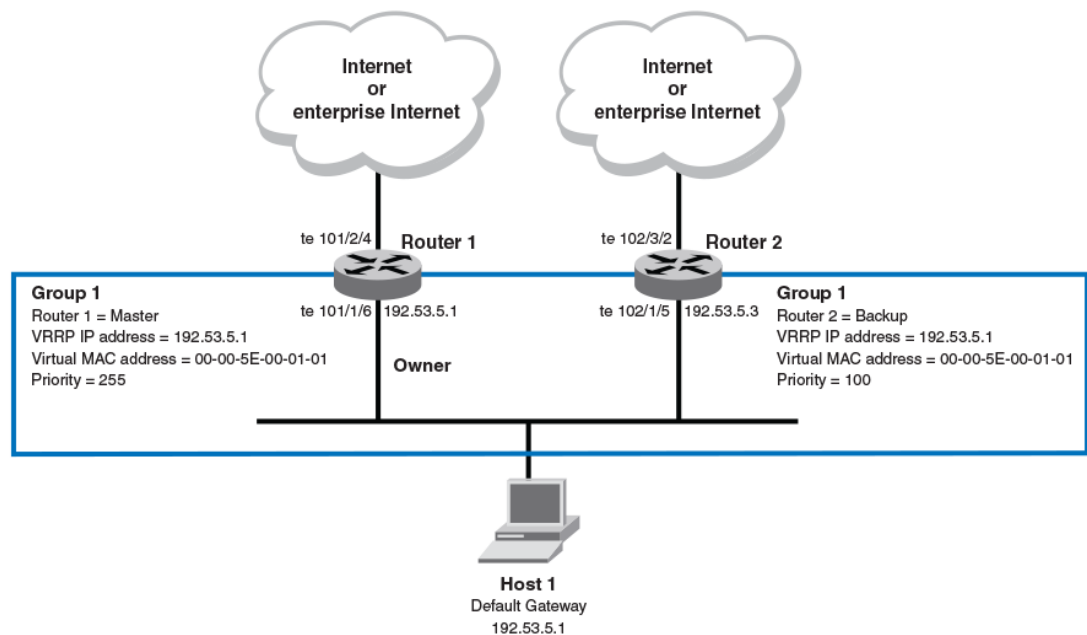 Internet
or
enterprise Internet
Internet
or
enterprise Internet
te 101/2/4
Router 1
te 102/3/2
Router 2
Group 1
Router 1 = Master
VRRP IP address = 192.53.5.1
Virtual MAC address = 00-00-5E-00-01-01
Priority = 255
te 101/1/6
192.53.5.1
Owner
te 102/1/5
192.53.5.3
Group 1
Router 2 = Backup
VRRP IP address = 192.53.5.1
Virtual MAC address = 00-00-5E-00-01-01
Priority = 100
Host 1
Default Gateway
192.53.5.1